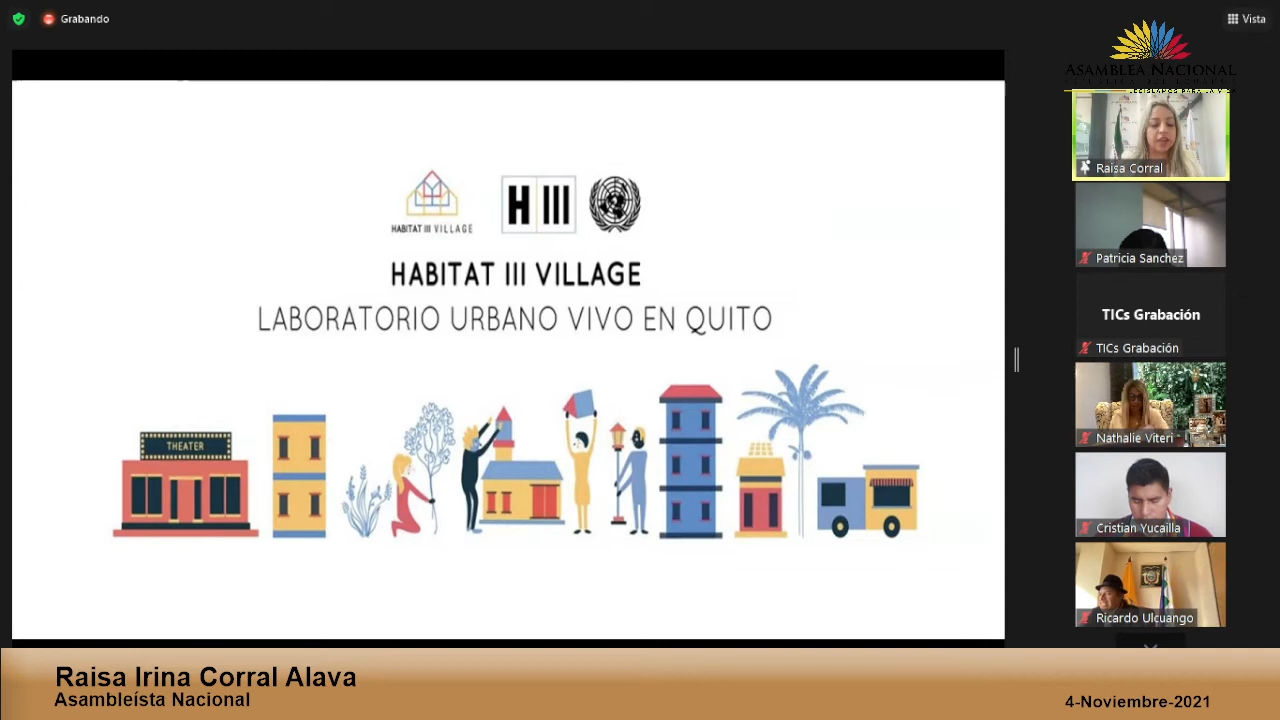 Grabando
Vista
ASAMBLEA NACIONAL
HABITAT III VILLAGE
H III
HABITAT III VILLAGE
LABORATORIO URBANO VIVO EN QUITO
THEATER
Raisa Corral
Patricia Sanchez
TICs Grabación
TICs Grabación
Nathalie Viteri
Cristian Yucailla
Ricardo Ulcuango
Raisa Irina Corral Alava
Asambleísta Nacional
4-Noviembre-2021